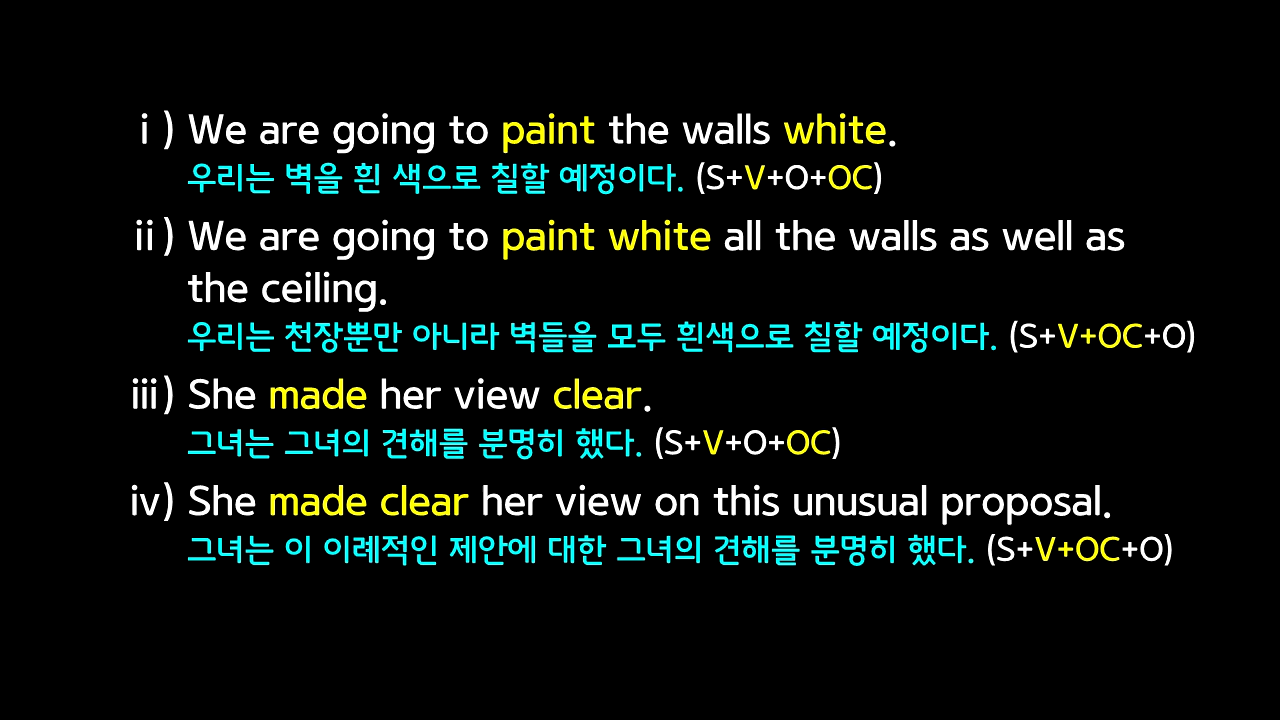 i ) We are going to paint the walls white.
우리는 벽을 흰 색으로 칠할 예정이다. (S+V+O+OC)
ii ) We are going to paint white all the walls as well as
the ceiling.
우리는 천장뿐만 아니라 벽들을 모두 흰색으로 칠할 예정이다. (S+V+OC+O)
iii ) She made her view clear.
그녀는 그녀의 견해를 분명히 했다. (S+V+O+OC)
iv) She made clear her view on this unusual proposal.
그녀는 이 이례적인 제안에 대한 그녀의 견해를 분명히 했다. (S+V+OC+O)